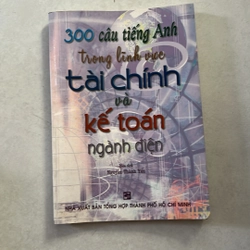 300 câu tiếng Anh
trong lĩnh vực
tài chính
và
kế toán
ngành điện
NHÀ XUẤT BẢN TỔNG HỢP THÀNH PHỐ HỒ CHÍ MINH